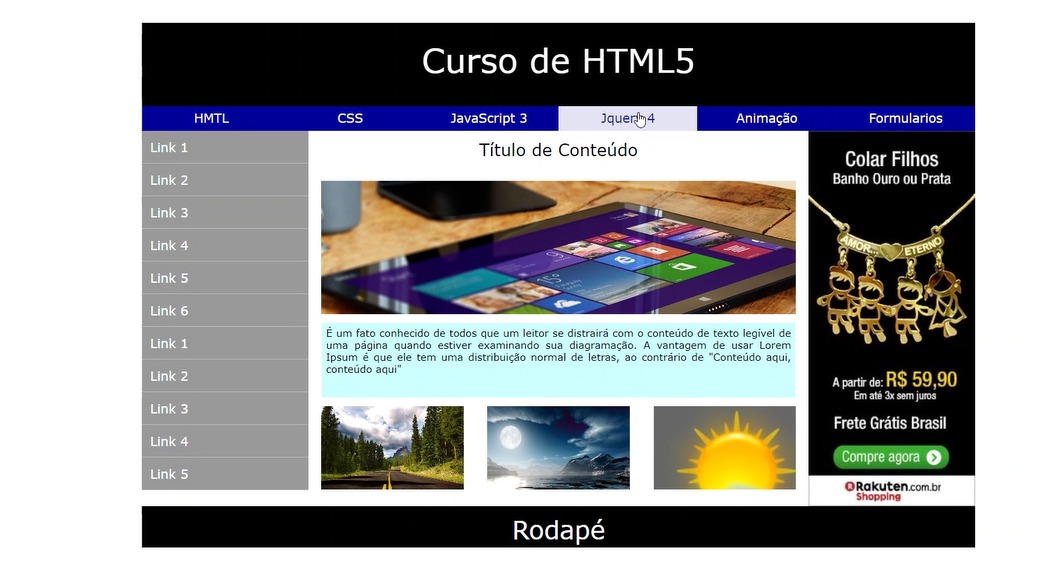 Curso de HTML5
HMTL CSS JavaScript 3 Jquery 4 Animação Formularios
Link 1
Link 2
Link 3
Link 4
Link 5
Link 6
Link 1
Link 2
Link 3
Link 4
Link 5
Título de Conteúdo
É um fato conhecido de todos que um leitor se distrairá com o conteúdo de texto legível de
uma página quando estiver examinando sua diagramação. A vantagem de usar Lorem
Ipsum é que ele tem uma distribuição normal de letras, ao contrário de "Conteúdo aqui,
conteúdo aqui"
Colar Filhos
Banho Ouro ou Prata
AMOR... ETERNO
A partir de: R$ 59,90
Em até 3x sem juros
Frete Grátis Brasil
Compre agora
Rakuten.com.br
Shopping
Rodapé